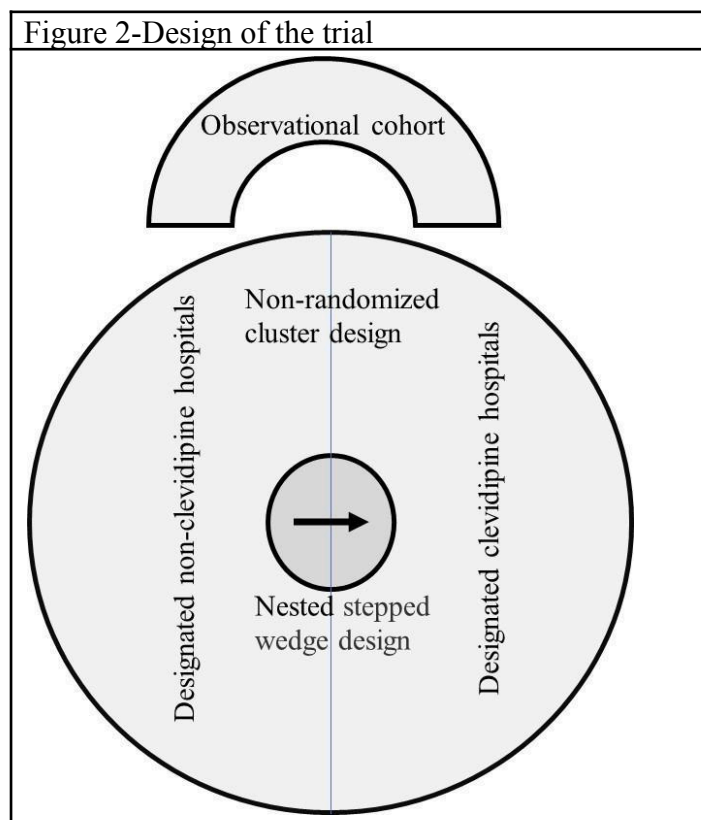 Figure 2-Design of the trial
Observational cohort
Non-randomized
cluster design
Designated non-clevidipine hospitals
Designated clevidipine hospitals
Nested stepped
wedge design